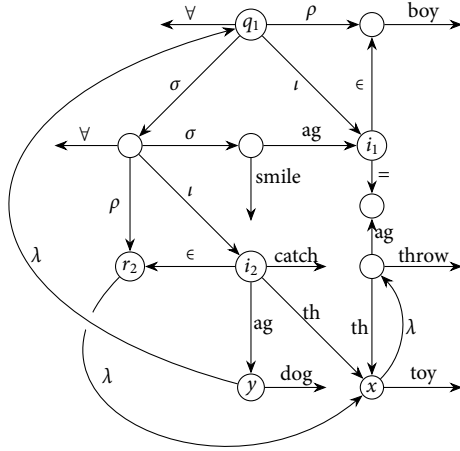 ∀ q1 ρ boy
σ ι ∈
∀ σ ag i1
smile =
ρ ι ag
λ r2 ∈ i2 catch throw
ag th th λ
λ y dog x toy